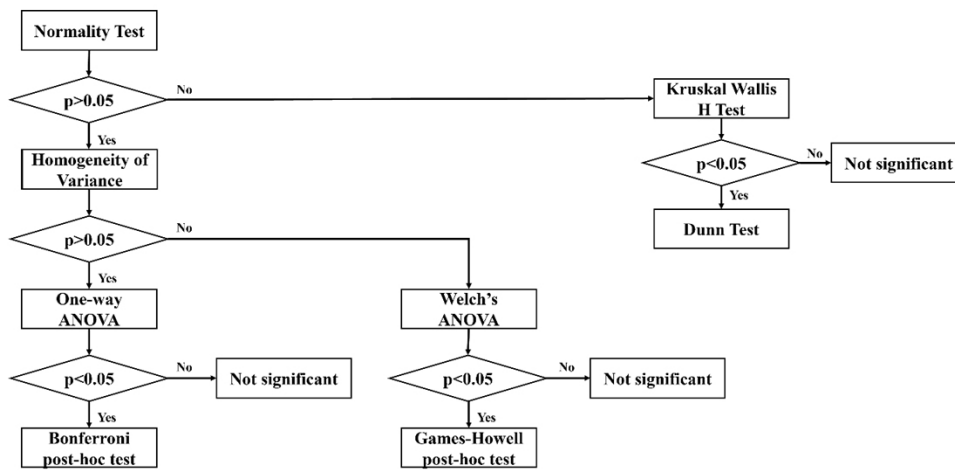 Normality Test
p>0.05
No
Kruskal Wallis
H Test
Yes
Homogeneity of
Variance
p<0.05
No
Not significant
Yes
Dunn Test
p>0.05
No
Yes
One-way
ANOVA
Welch's
ANOVA
p<0.05
No
Not significant
p<0.05
No
Not significant
Yes
Yes
Bonferroni
post-hoc test
Games-Howell
post-hoc test